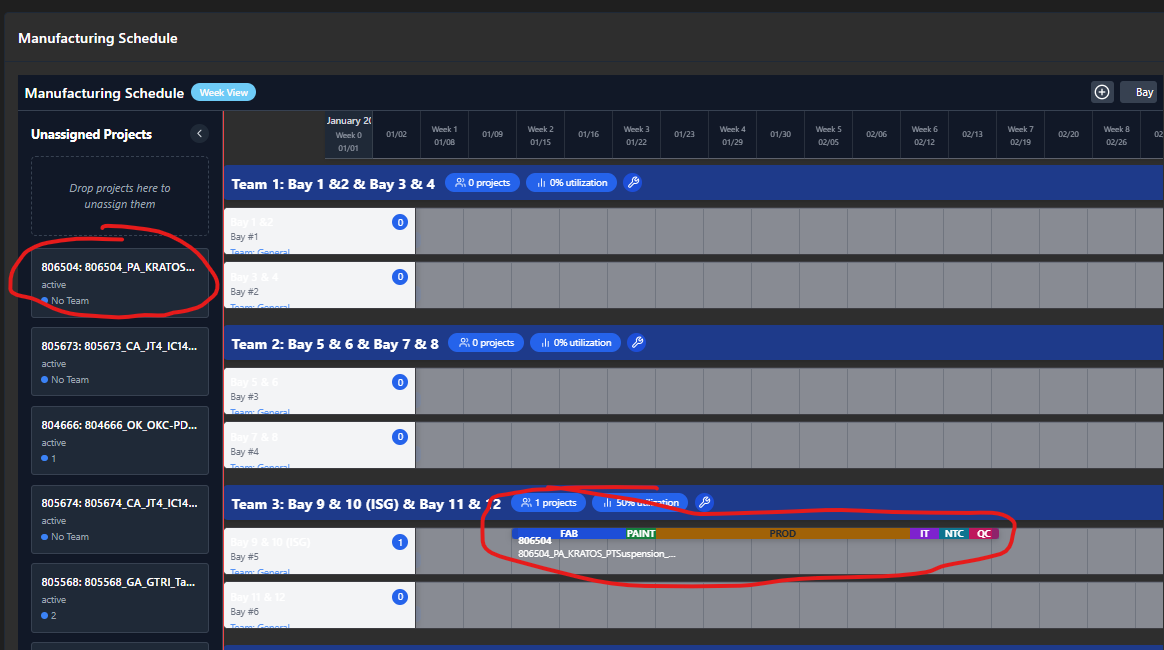 Manufacturing Schedule
Manufacturing Schedule
Week View
Bay
Unassigned Projects
Drop projects here to
unassign them
806504: 806504_PA_KRATOS...
active
No Team
805673: 805673_CA_JT4_IC14...
active
No Team
804666: 804666_OK_OKC-PD...
active
1
805674: 805674_CA_JT4_IC14...
active
No Team
805568: 805568_GA_GTRI_Ta...
active
2
January 20
Week 0
01/01
01/02
Week 1
01/08
01/09
Week 2
01/15
01/16
Week 3
01/22
01/23
Week 4
01/29
01/30
Week 5
02/05
02/06
Week 6
02/12
02/13
Week 7
02/19
02/20
Week 8
02/26
02
Team 1: Bay 1 &2 & Bay 3 & 4
0 projects
0% utilization
Bay 1 &2
0
Bay #1
Team: General
Bay 3 & 4
0
Bay #2
Team: General
Team 2: Bay 5 & 6 & Bay 7 & 8
0 projects
0% utilization
Bay 5 & 6
0
Bay #3
Team: General
Bay 7 & 8
0
Bay #4
Team: General
Team 3: Bay 9 & 10 (ISG) & Bay 11 & 12
1 projects
50% utilization
Bay 9 & 10 (ISG)
1
Bay #5
Team: General
FAB PAINT PROD IT NTC QC
806504
806504_PA_KRATOS_PTSuspension_...
Bay 11 & 12
0
Bay #6
Team: General